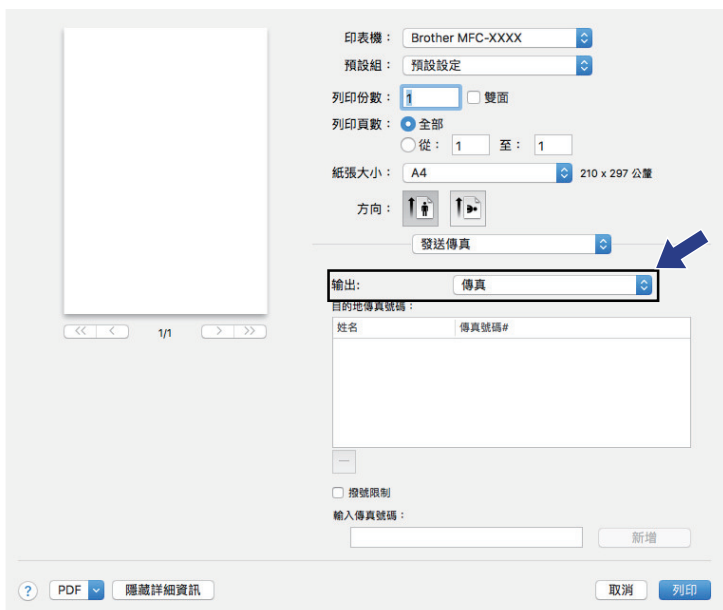 印表機： Brother MFC-XXXX
預設組： 預設設定
列印份數： 1 雙面
列印頁數： 全部
從： 1 至： 1
紙張大小： A4 210 x 297 公釐
方向：
發送傳真
输出: 傳真
目的地傳真號碼：
姓名 傳真號碼#
1/1
撥號限制
輸入傳真號碼：
新增
? PDF 隱藏詳細資訊 取消 列印